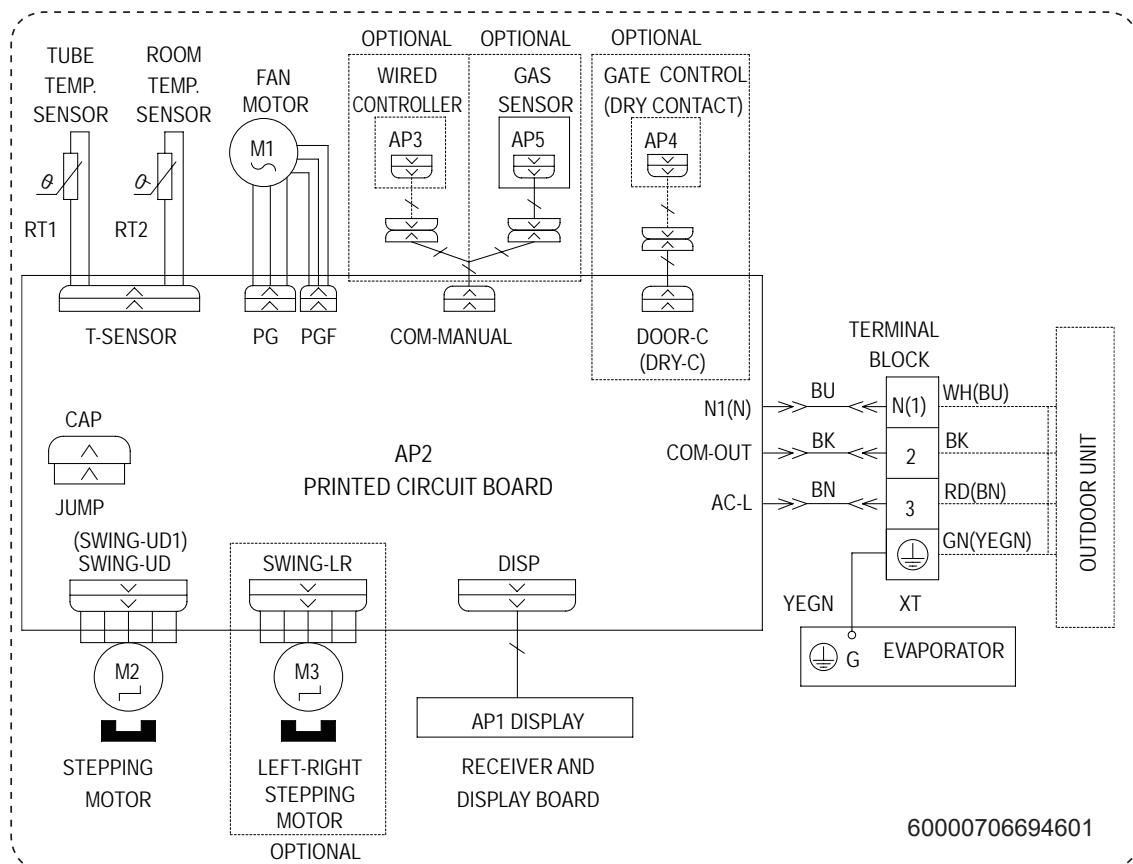 OPTIONAL
OPTIONAL
OPTIONAL
TUBE
TEMP.
SENSOR
ROOM
TEMP.
SENSOR
FAN
MOTOR
WIRED
CONTROLLER
GAS
SENSOR
GATE CONTROL
(DRY CONTACT)
M1
AP3
AP5
AP4
θ
θ
RT1
RT2
T-SENSOR
PG
PGF
COM-MANUAL
DOOR-C
(DRY-C)
TERMINAL
BLOCK
N1(N)
BU
N(1)
WH(BU)
COM-OUT
BK
2
BK
AC-L
BN
3
RD(BN)
GN(YEGN)
OUTDOOR UNIT
CAP
JUMP
AP2
PRINTED CIRCUIT BOARD
(SWING-UD1)
SWING-UD
SWING-LR
DISP
YEGN
XT
G
EVAPORATOR
M2
M3
AP1 DISPLAY
STEPPING
MOTOR
LEFT-RIGHT
STEPPING
MOTOR
OPTIONAL
RECEIVER AND
DISPLAY BOARD
60000706694601